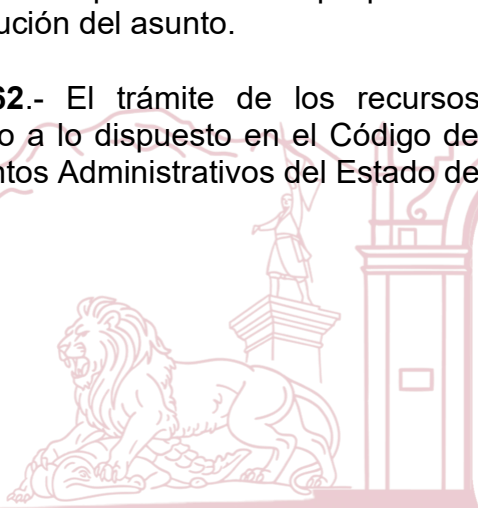 ución del asunto.
62.- El trámite de los recursos
o a lo dispuesto en el Código de
ntos Administrativos del Estado de